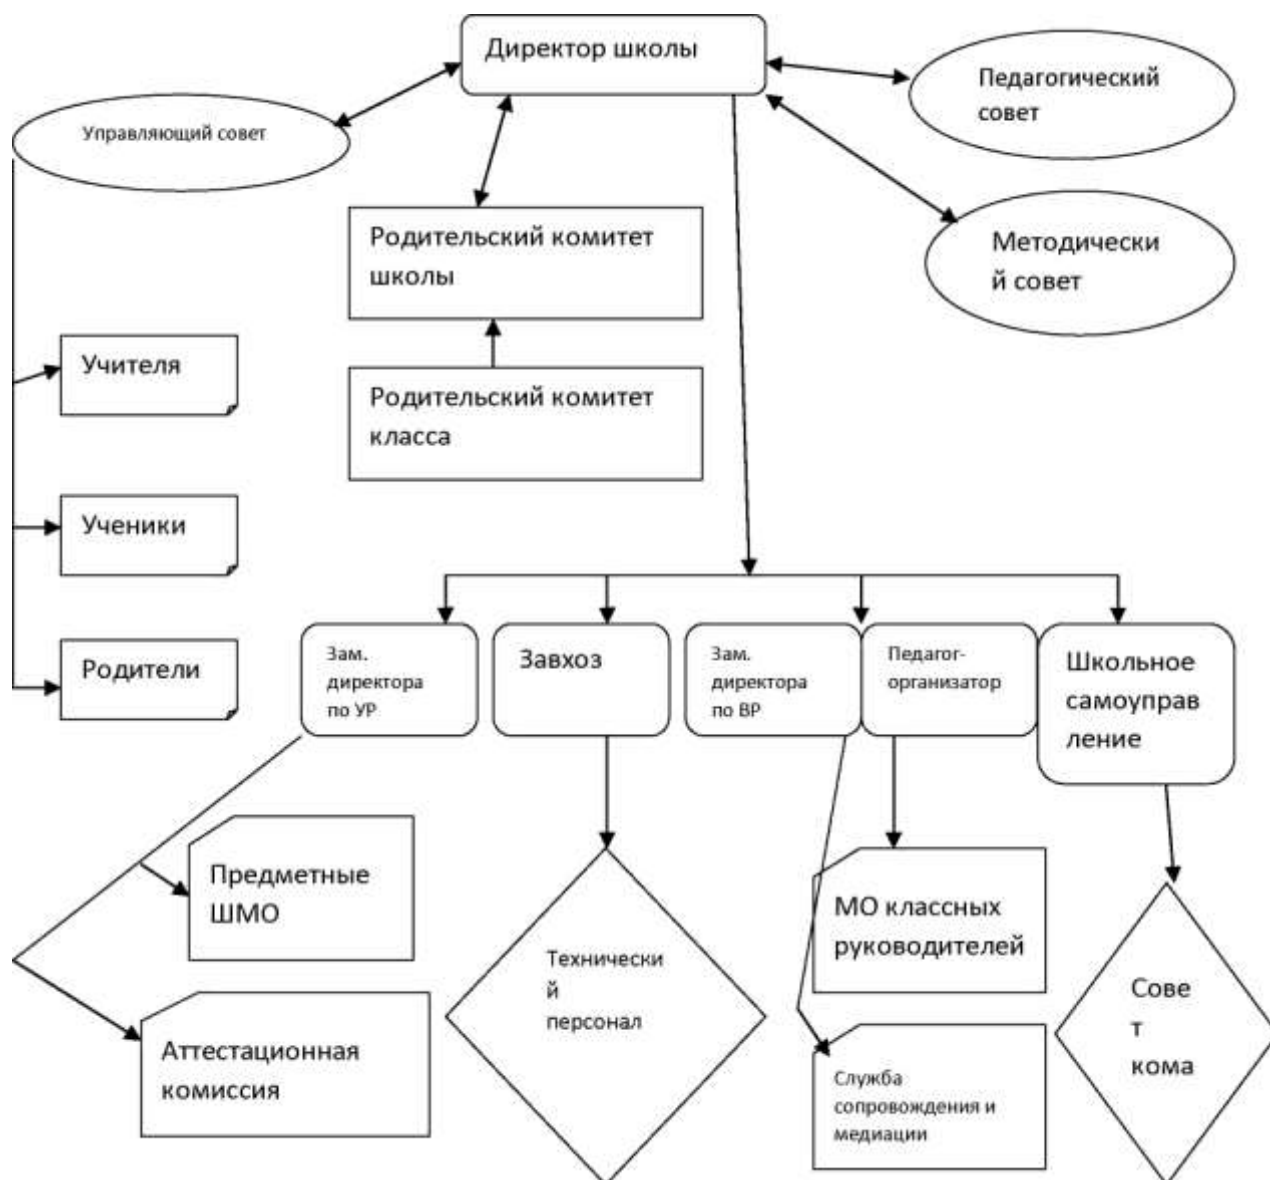 Директор школы
Педагогический
совет
Управляющий совет
Родительский комитет
школы
Методически
й совет
Учителя
Родительский комитет
класса
Ученики
Родители
Зам.
директора
по УР
Завхоз
Зам.
директора
по ВР
Педагог-
организатор
Школьное
самоуправ
ление
Предметные
ШМО
МО классных
руководителей
Технически
й
персонал
Сове
т
кома
Аттестационная
комиссия
Служба
сопровождения и
медиации